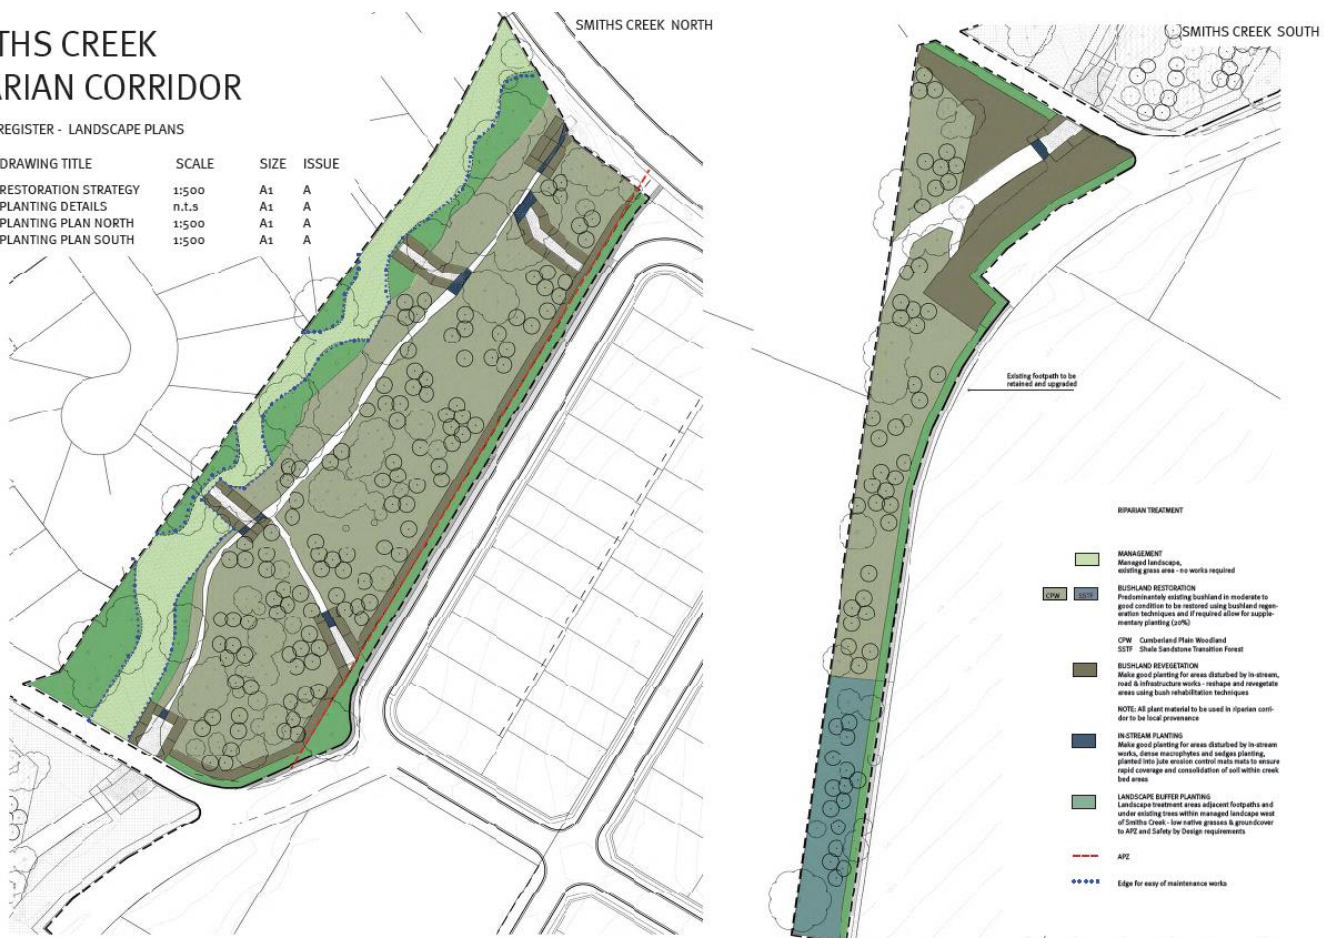 THS CREEK
ARIAN CORRIDOR
REGISTER - LANDSCAPE PLANS
DRAWING TITLE SCALE SIZE ISSUE
RESTORATION STRATEGY 1:500 A1 A
PLANTING DETAILS n.t.s A1 A
PLANTING PLAN NORTH 1:500 A1 A
PLANTING PLAN SOUTH 1:500 A1 A
SMITHS CREEK NORTH
SMITHS CREEK SOUTH
Existing footpath to be
retained and upgraded
RIPARIAN TREATMENT
MANAGEMENT
Managed landscape,
existing grass area - no works required
CPW SSTF
BUSHLAND RESTORATION
Predominantely existing bushland in moderate to
good condition to be restored using bushland regen-
eration techniques and if required allow for supple-
mentary planting (20%)
CPW Cumberland Plain Woodland
SSTF Shale Sandstone Transition Forest
BUSHLAND REVEGETATION
Make good planting for areas disturbed by in-stream,
road & infrastructure works - reshape and revegetate
areas using bush rehabilitation techniques
NOTE: All plant material to be used in riparian corri-
dor to be local provenance
IN-STREAM PLANTING
Make good planting for areas disturbed by in-stream
works, dense macrophytes and sedges planting,
planted into jute erosion control mats mats to ensure
rapid coverage and consolidation of soil within creek
bed areas
LANDSCAPE BUFFER PLANTING
Landscape treatment areas adjacent footpaths and
under existing trees within managed landcape west
of Smiths Creek - low native grasses & groundcover
to APZ and Safety by Design requirements
APZ
Edge for easy of maintenance works